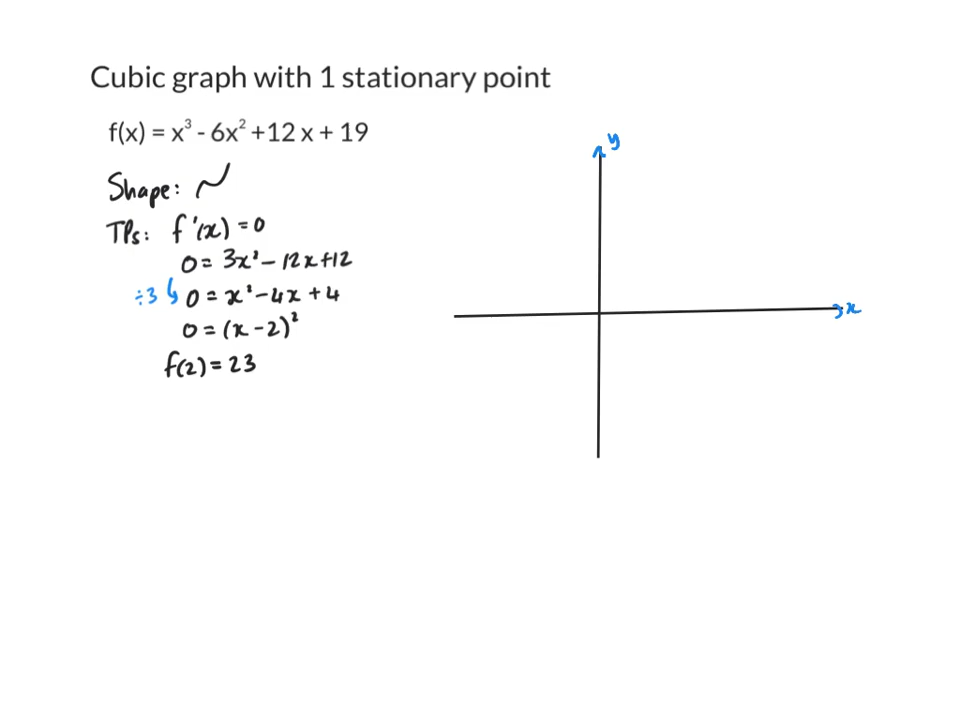 Cubic graph with 1 stationary point
f(x) = x³ - 6x² +12 x + 19
Shape:
TPs: f'(x) = 0
0 = 3x² - 12x +12
÷3 0 = x² - 4x + 4
0 = (x - 2)²
f(2) = 23
y
x